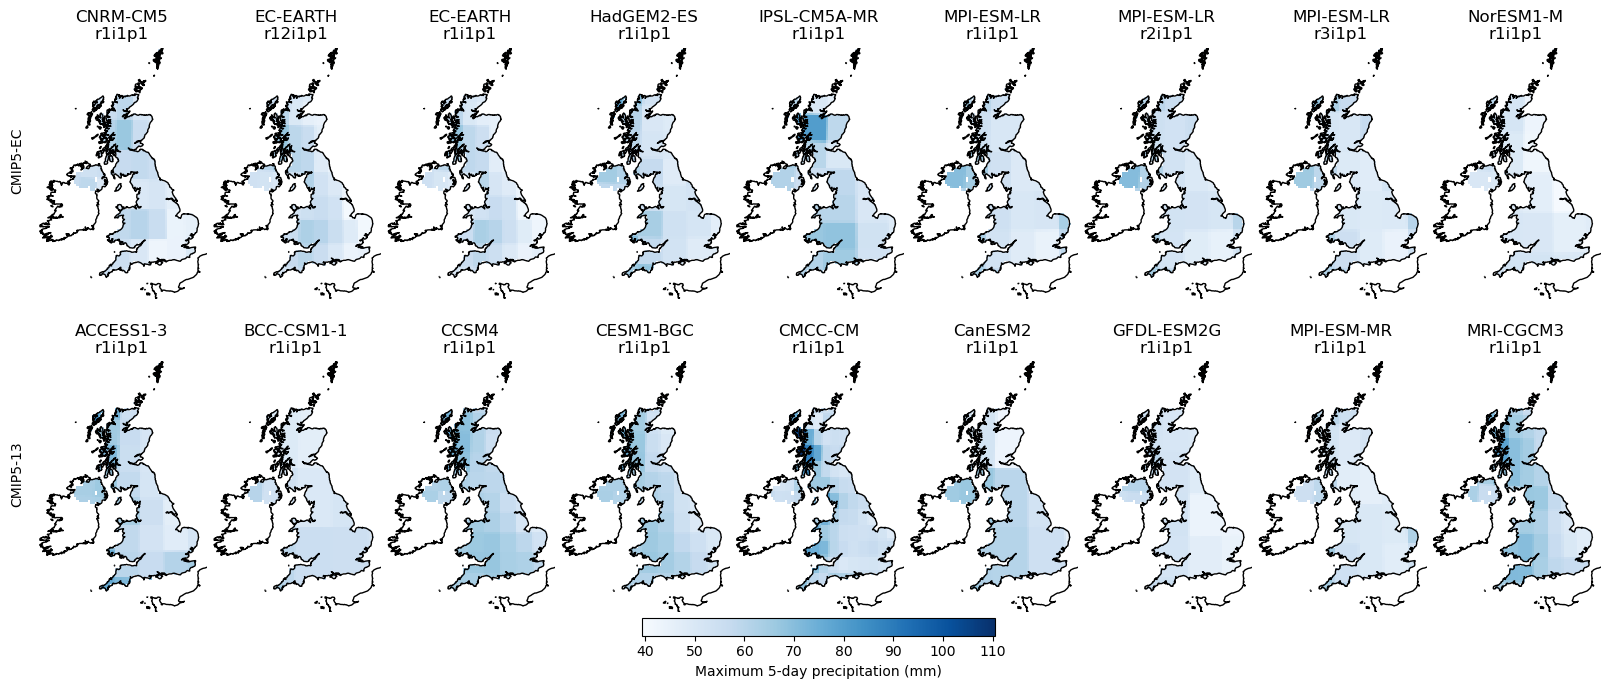 CNRM-CM5 EC-EARTH EC-EARTH HadGEM2-ES IPSL-CM5A-MR MPI-ESM-LR MPI-ESM-LR MPI-ESM-LR NorESM1-M
r1i1p1 r12i1p1 r1i1p1 r1i1p1 r1i1p1 r1i1p1 r2i1p1 r3i1p1 r1i1p1
CMIP5-EC
ACCESS1-3 BCC-CSM1-1 CCSM4 CESM1-BGC CMCC-CM CanESM2 GFDL-ESM2G MPI-ESM-MR MRI-CGCM3
r1i1p1 r1i1p1 r1i1p1 r1i1p1 r1i1p1 r1i1p1 r1i1p1 r1i1p1 r1i1p1
CMIP5-13
40 50 60 70 80 90 100 110
Maximum 5-day precipitation (mm)